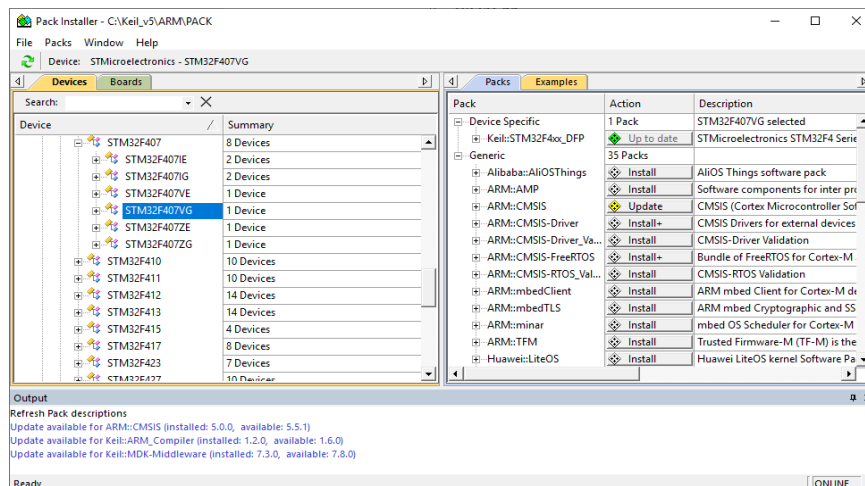 Pack Installer - C:\Keil_v5\ARM\PACK
File Packs Window Help
Device: STMicroelectronics - STM32F407VG
Devices Boards
Search:
Device / Summary
STM32F407 8 Devices
STM32F407IE 2 Devices
STM32F407IG 2 Devices
STM32F407VE 1 Device
STM32F407VG 1 Device
STM32F407ZE 1 Device
STM32F407ZG 1 Device
STM32F410 10 Devices
STM32F411 10 Devices
STM32F412 14 Devices
STM32F413 14 Devices
STM32F415 4 Devices
STM32F417 8 Devices
STM32F423 7 Devices
STM32F427 10 Devices
Packs Examples
Pack Action Description
Device Specific 1 Pack STM32F407VG selected
Keil::STM32F4xx_DFP Up to date STMicroelectronics STM32F4 Serie
Generic 35 Packs
Alibaba::AliOSThings Install AliOS Things software pack
ARM::AMP Install Software components for inter pro
ARM::CMSIS Update CMSIS (Cortex Microcontroller Sof
ARM::CMSIS-Driver Install+ CMSIS Drivers for external devices
ARM::CMSIS-Driver_Va... Install CMSIS-Driver Validation
ARM::CMSIS-FreeRTOS Install+ Bundle of FreeRTOS for Cortex-M
ARM::CMSIS-RTOS_Val... Install CMSIS-RTOS Validation
ARM::mbedClient Install ARM mbed Client for Cortex-M de
ARM::mbedTLS Install ARM mbed Cryptographic and SS
ARM::minar Install mbed OS Scheduler for Cortex-M
ARM::TFM Install Trusted Firmware-M (TF-M) is the
Huawei::LiteOS Install Huawei LiteOS kernel Software Pa
Output
Refresh Pack descriptions
Update available for ARM::CMSIS (installed: 5.0.0, available: 5.5.1)
Update available for Keil::ARM_Compiler (installed: 1.2.0, available: 1.6.0)
Update available for Keil::MDK-Middleware (installed: 7.3.0, available: 7.8.0)
Ready ONLINE